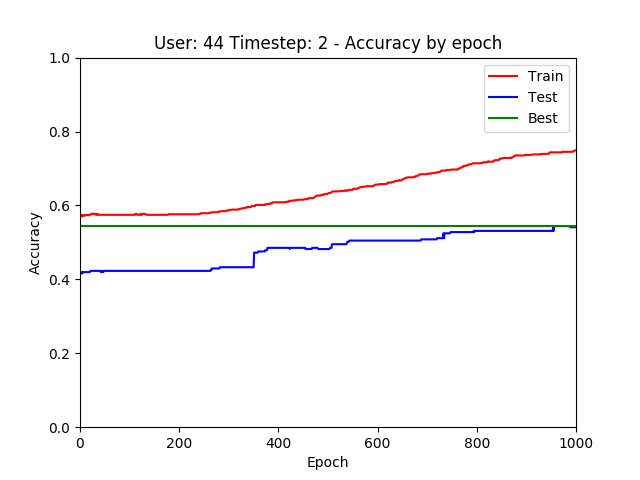 User: 44 Timestep: 2 - Accuracy by epoch
1.0
0.8
0.6
0.4
0.2
0.0
Accuracy
0 200 400 600 800 1000
Epoch
Train
Test
Best